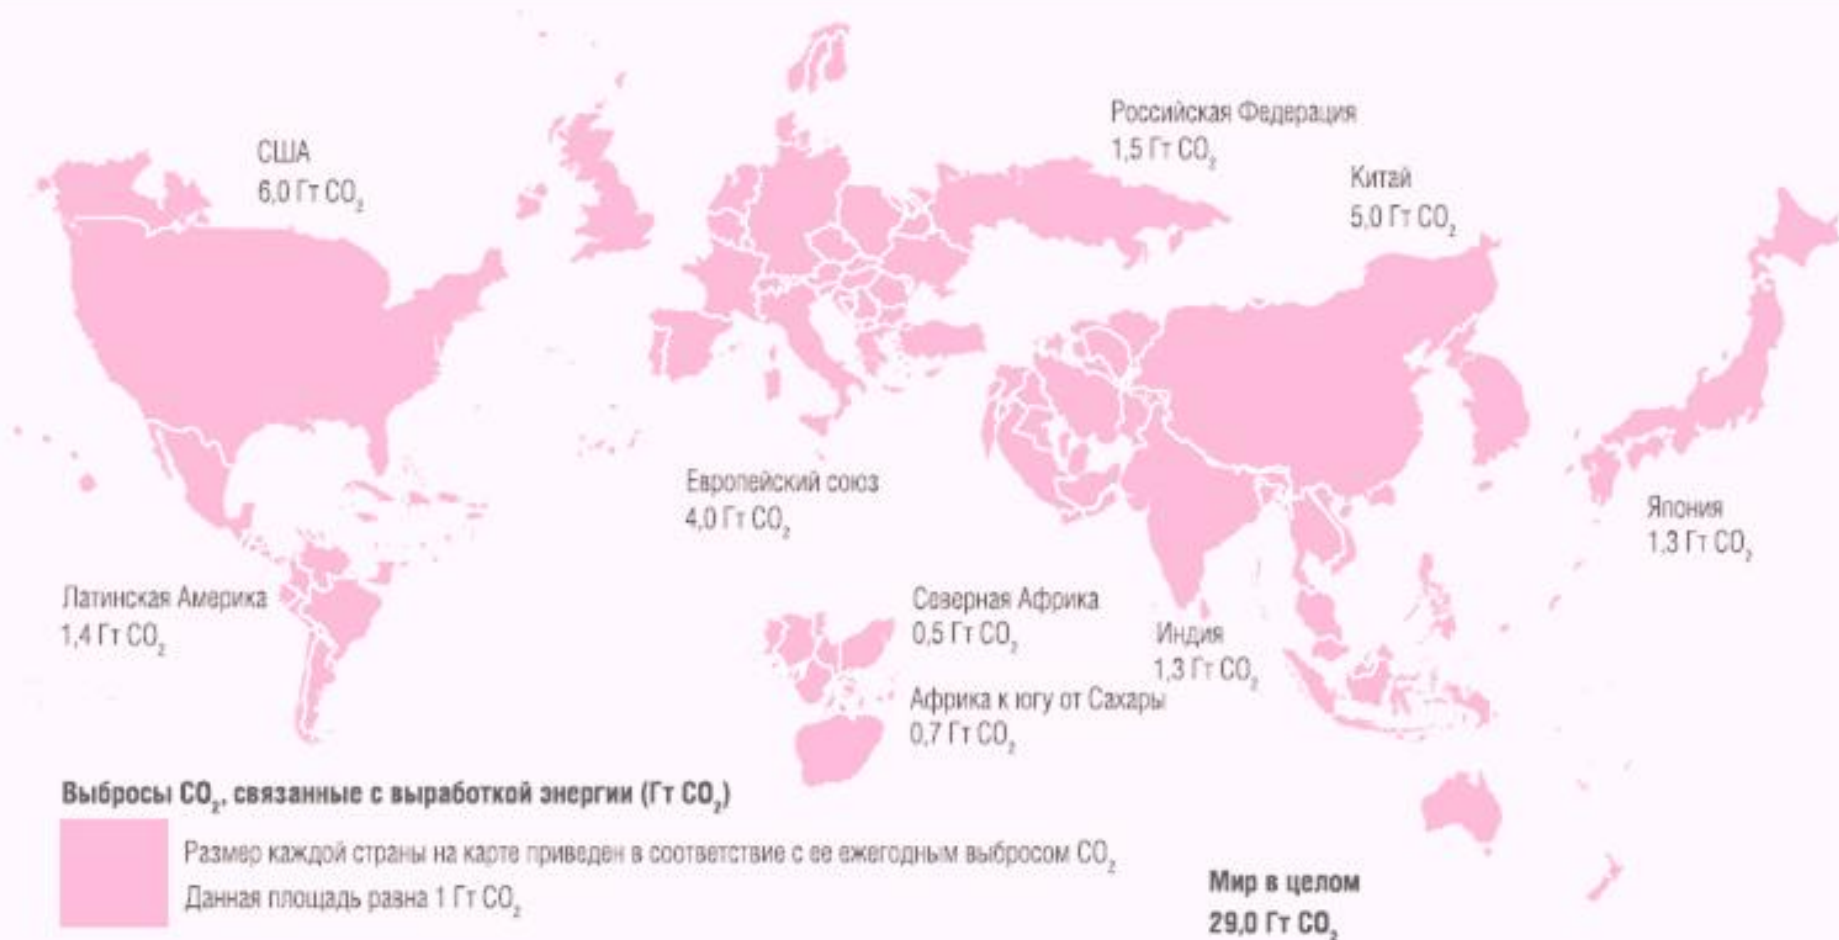 Российская Федерация
1,5 Гт CO₂
США
6,0 Гт CO₂
Китай
5,0 Гт CO₂
Европейский союз
4,0 Гт CO₂
Япония
1,3 Гт CO₂
Латинская Америка
1,4 Гт CO₂
Северная Африка
0,5 Гт CO₂
Индия
1,3 Гт CO₂
Африка к югу от Сахары
0,7 Гт CO₂
Выбросы CO₂, связанные с выработкой энергии (Гт CO₂)
Размер каждой страны на карте приведен в соответствие с ее ежегодным выбросом CO₂
Данная площадь равна 1 Гт CO₂
Мир в целом
29,0 Гт CO₂